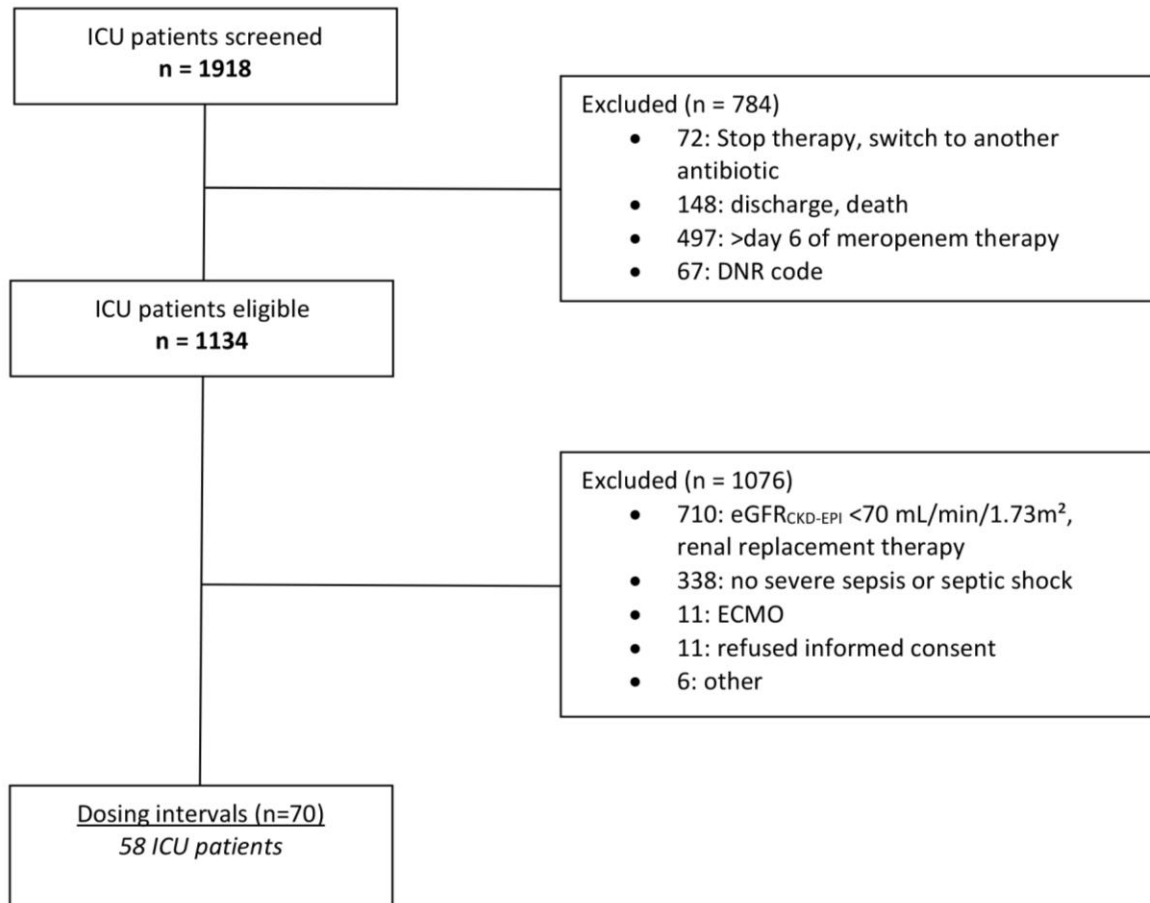 ICU patients screened
n = 1918
Excluded (n = 784)
• 72: Stop therapy, switch to another
antibiotic
• 148: discharge, death
• 497: >day 6 of meropenem therapy
• 67: DNR code
ICU patients eligible
n = 1134
Excluded (n = 1076)
• 710: eGFRCKD-EPI <70 mL/min/1.73m²,
renal replacement therapy
• 338: no severe sepsis or septic shock
• 11: ECMO
• 11: refused informed consent
• 6: other
Dosing intervals (n=70)
58 ICU patients